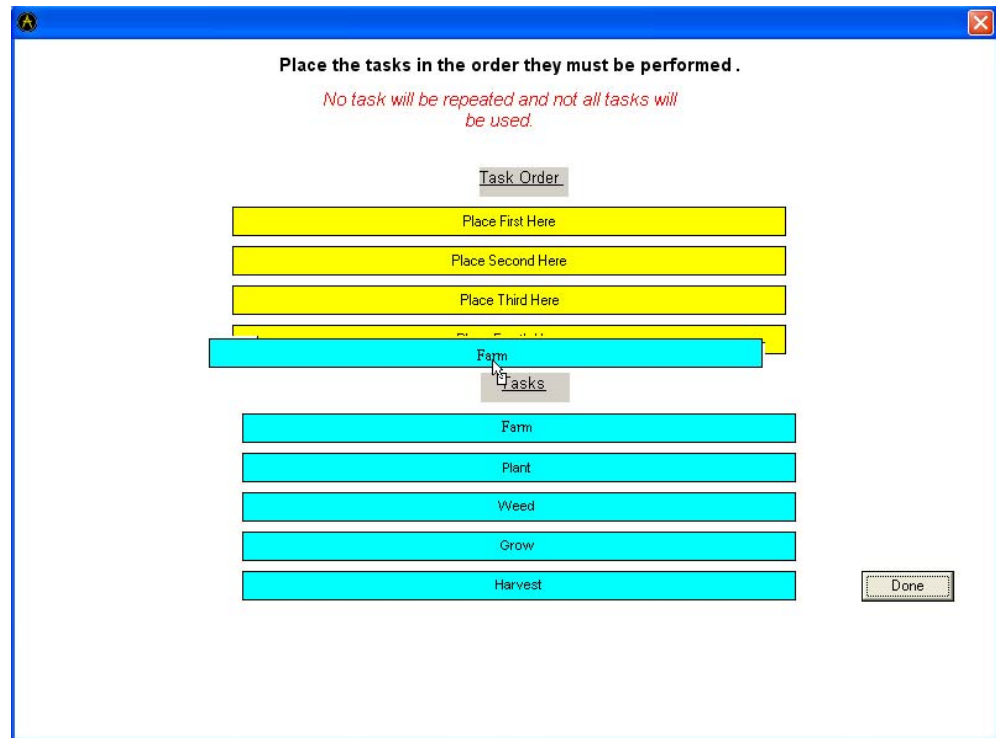 Place the tasks in the order they must be performed .
No task will be repeated and not all tasks will
be used.
Task Order
Place First Here
Place Second Here
Place Third Here
Farm
Tasks
Farm
Plant
Weed
Grow
Harvest
Done